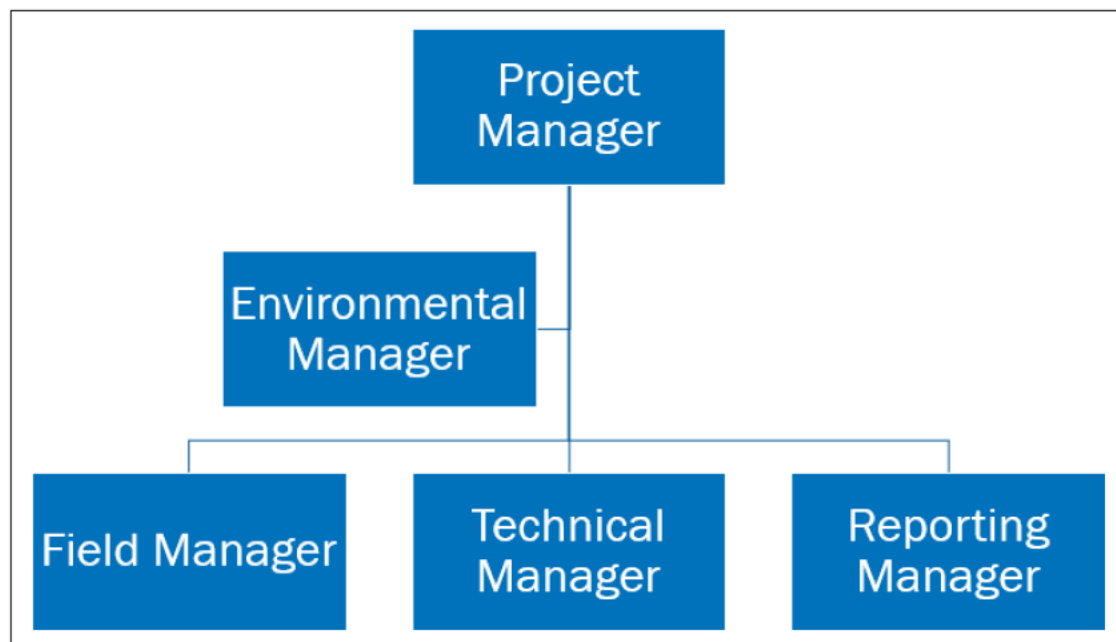 Project
Manager
Environmental
Manager
Field Manager
Technical
Manager
Reporting
Manager